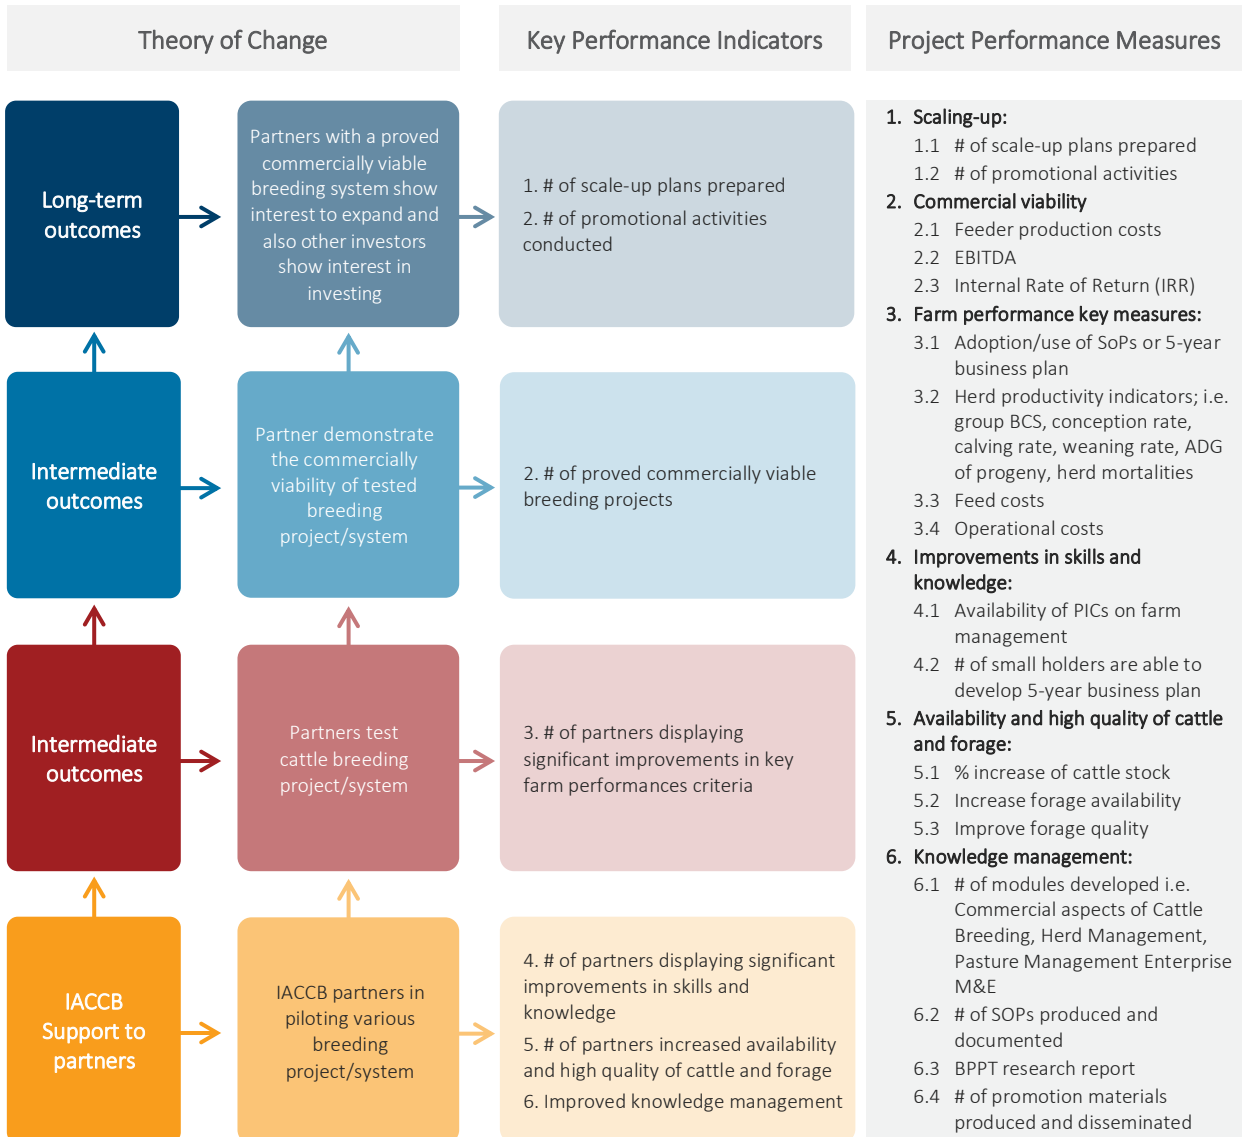 Theory of Change
Key Performance Indicators
Project Performance Measures
Long-term
outcomes
Partners with a proved
commercially viable
breeding system show
interest to expand and
also other investors
show interest in
investing
1. # of scale-up plans prepared
2. # of promotional activities
conducted
Intermediate
outcomes
Partner demonstrate
the commercially
viability of tested
breeding
project/system
2. # of proved commercially viable
breeding projects
Intermediate
outcomes
Partners test
cattle breeding
project/system
3. # of partners displaying
significant improvements in key
farm performances criteria
IACCB
Support to
partners
IACCB partners in
piloting various
breeding
project/system
4. # of partners displaying significant
improvements in skills and
knowledge
5. # of partners increased availability
and high quality of cattle and forage
6. Improved knowledge management
1. Scaling-up:
1.1 # of scale-up plans prepared
1.2 # of promotional activities
2. Commercial viability
2.1 Feeder production costs
2.2 EBITDA
2.3 Internal Rate of Return (IRR)
3. Farm performance key measures:
3.1 Adoption/use of SoPs or 5-year
business plan
3.2 Herd productivity indicators; i.e.
group BCS, conception rate,
calving rate, weaning rate, ADG
of progeny, herd mortalities
3.3 Feed costs
3.4 Operational costs
4. Improvements in skills and
knowledge:
4.1 Availability of PICs on farm
management
4.2 # of small holders are able to
develop 5-year business plan
5. Availability and high quality of cattle
and forage:
5.1 % increase of cattle stock
5.2 Increase forage availability
5.3 Improve forage quality
6. Knowledge management:
6.1 # of modules developed i.e.
Commercial aspects of Cattle
Breeding, Herd Management,
Pasture Management Enterprise
M&E
6.2 # of SOPs produced and
documented
6.3 BPPT research report
6.4 # of promotion materials
produced and disseminated